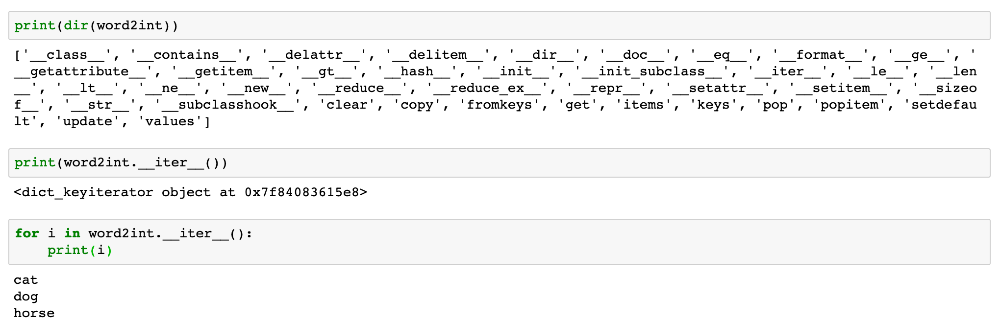 print(dir(word2int))
['__class__', '__contains__', '__delattr__', '__delitem__', '__dir__', '__doc__', '__eq__', '__format__', '__ge__', '
__getattribute__', '__getitem__', '__gt__', '__hash__', '__init__', '__init_subclass__', '__iter__', '__le__', '__len
__', '__lt__', '__ne__', '__new__', '__reduce__', '__reduce_ex__', '__repr__', '__setattr__', '__setitem__', '__sizeo
f__', '__str__', '__subclasshook__', 'clear', 'copy', 'fromkeys', 'get', 'items', 'keys', 'pop', 'popitem', 'setdefau
lt', 'update', 'values']
print(word2int.__iter__())
<dict_keyiterator object at 0x7f84083615e8>
for i in word2int.__iter__():
    print(i)
cat
dog
horse